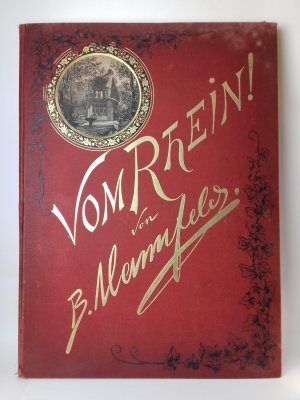 VOM RHEIN!
von
B. Mannfeld.